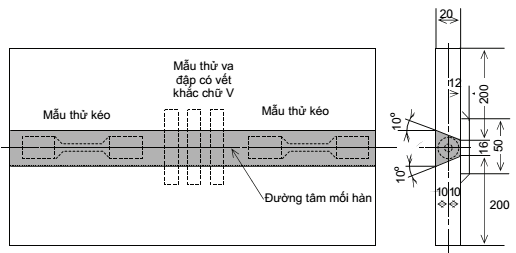 20
Mẫu thử va
đập có vết
khắc chữ V
Mẫu thử kéo
Mẫu thử kéo
12
200
10°
16
50
Đường tâm mối hàn
10°
10 10
200